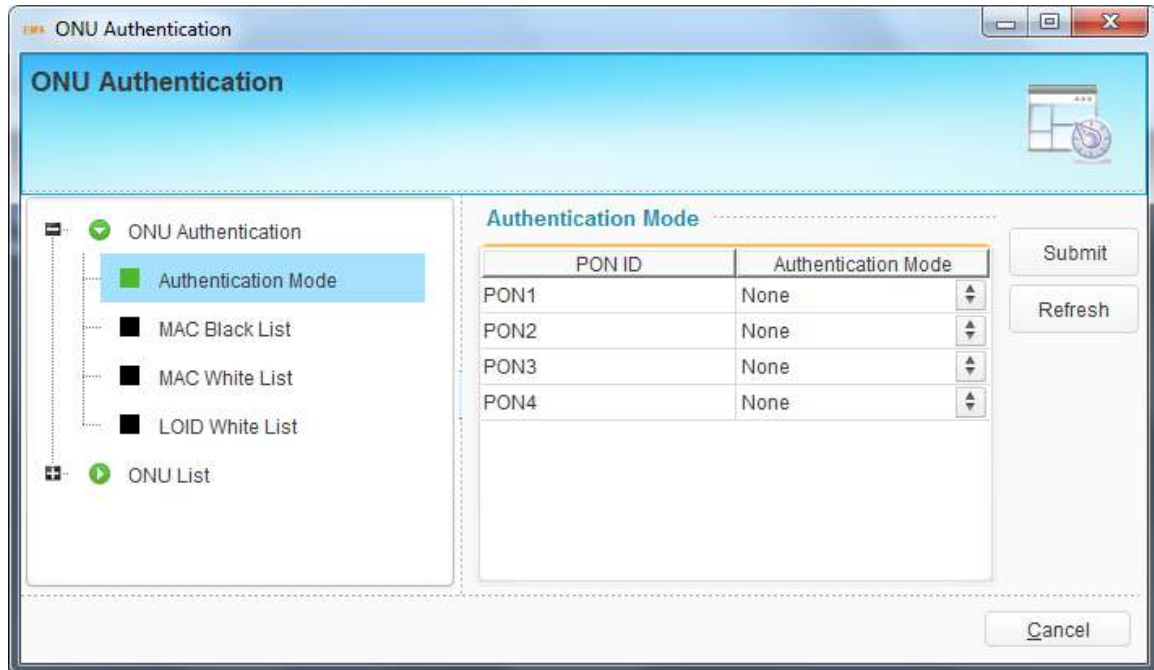 ONU Authentication
ONU Authentication
ONU Authentication
Authentication Mode
MAC Black List
MAC White List
LOID White List
ONU List
Authentication Mode
PON ID Authentication Mode
PON1 None
PON2 None
PON3 None
PON4 None
Submit
Refresh
Cancel